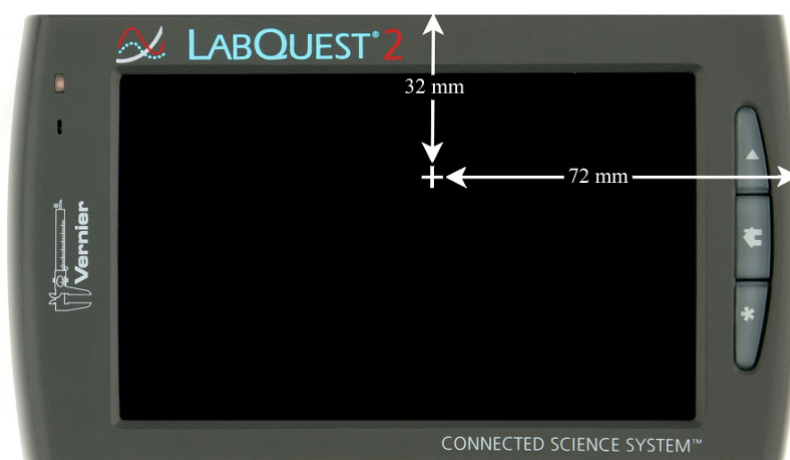 LABQUEST® 2
32 mm
72 mm
Vernier
CONNECTED SCIENCE SYSTEM™